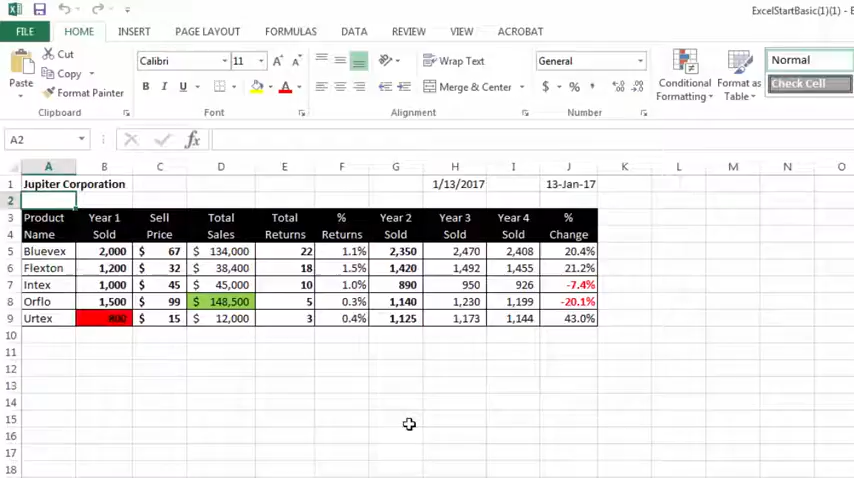 ExcelStartBasic(1)(1) - E
FILE HOME INSERT PAGE LAYOUT FORMULAS DATA REVIEW VIEW ACROBAT
Cut
Copy
Format Painter
Paste
Clipboard
Calibri 11
B I U A
Font
Wrap Text
Merge & Center
Alignment
General
$ % ,
Number
Conditional Formatting
Format as Table
Normal
Check Cell
A2 fx
A B C D E F G H I J K L M N O
1 Jupiter Corporation 1/13/2017 13-Jan-17
2
3 Product Year 1 Sell Total Total % Year 2 Year 3 Year 4 %
4 Name Sold Price Sales Returns Returns Sold Sold Sold Change
5 Bluevex 2,000 $ 67 $ 134,000 22 1.1% 2,350 2,470 2,408 20.4%
6 Flexton 1,200 $ 32 $ 38,400 18 1.5% 1,420 1,492 1,455 21.2%
7 Intex 1,000 $ 45 $ 45,000 10 1.0% 890 950 926 -7.4%
8 Orflo 1,500 $ 99 $ 148,500 5 0.3% 1,140 1,230 1,199 -20.1%
9 Urtex 800 $ 15 $ 12,000 3 0.4% 1,125 1,173 1,144 43.0%
10
11
12
13
14
15
16
17
18